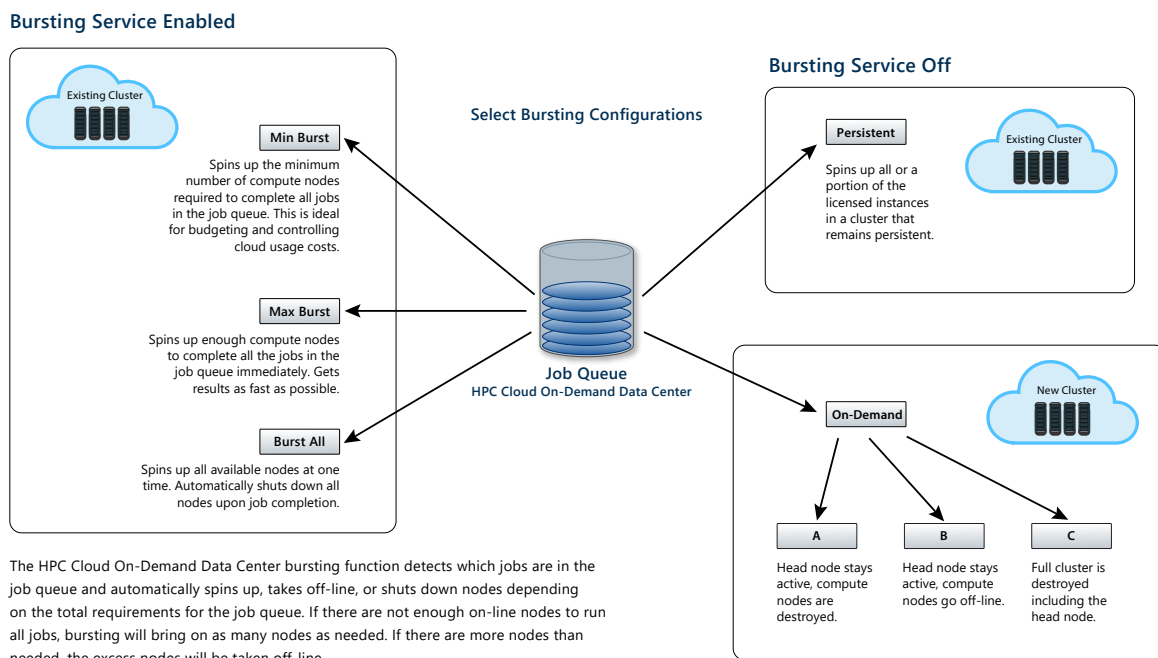 Bursting Service Enabled
Existing Cluster
Min Burst
Spins up the minimum
number of compute nodes
required to complete all jobs
in the job queue. This is ideal
for budgeting and controlling
cloud usage costs.
Max Burst
Spins up enough compute nodes
to complete all the jobs in the
job queue immediately. Gets
results as fast as possible.
Burst All
Spins up all available nodes at one
time. Automatically shuts down all
nodes upon job completion.
Select Bursting Configurations
Job Queue
HPC Cloud On-Demand Data Center
Bursting Service Off
Persistent
Spins up all or a
portion of the
licensed instances
in a cluster that
remains persistent.
Existing Cluster
New Cluster
On-Demand
A
Head node stays
active, compute
nodes are
destroyed.
B
Head node stays
active, compute
nodes go off-line.
C
Full cluster is
destroyed
including the
head node.
The HPC Cloud On-Demand Data Center bursting function detects which jobs are in the
job queue and automatically spins up, takes off-line, or shuts down nodes depending
on the total requirements for the job queue. If there are not enough on-line nodes to run
all jobs, bursting will bring on as many nodes as needed. If there are more nodes than
needed, the excess nodes will be taken off-line.